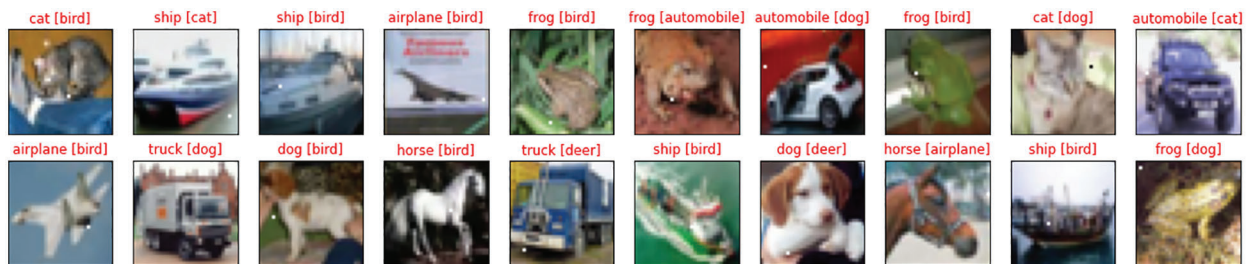 cat [bird] ship [cat] ship [bird] airplane [bird] frog [bird] frog [automobile] automobile [dog] frog [bird] cat [dog] automobile [cat]
airplane [bird] truck [dog] dog [bird] horse [bird] truck [deer] ship [bird] dog [deer] horse [airplane] ship [bird] frog [dog]